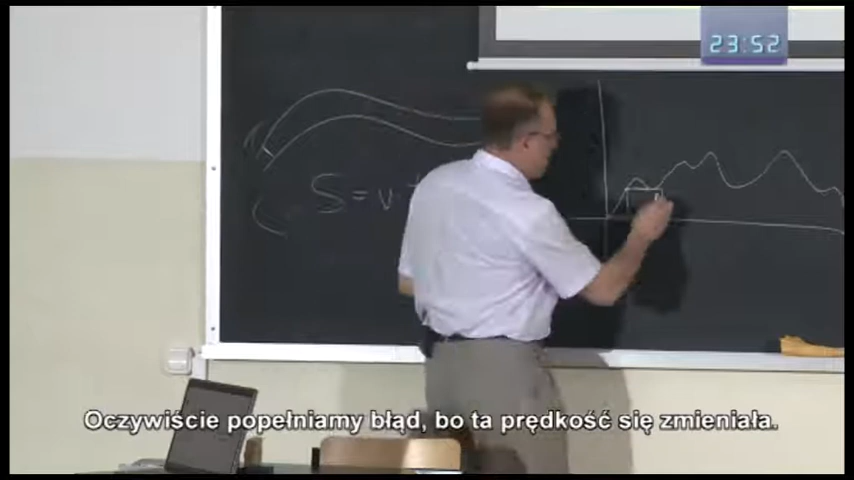 23:52
S = v · t
Oczywiście popełniamy błąd, bo ta prędkość się zmieniała.